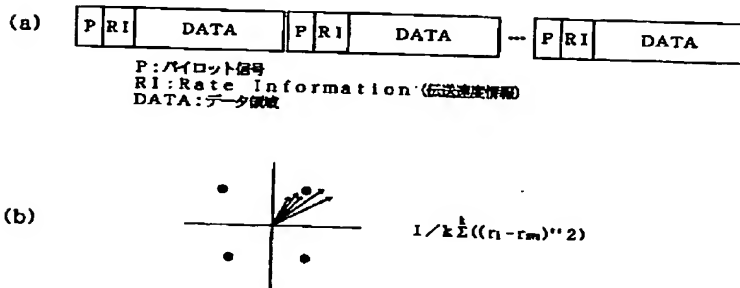 (a)
P RI DATA P RI DATA --- P RI DATA
P:パイロット信号
RI:Rate Information(伝送速度情報)
DATA:データ領域
(b)
1/k Σ((ri-rm)**2)